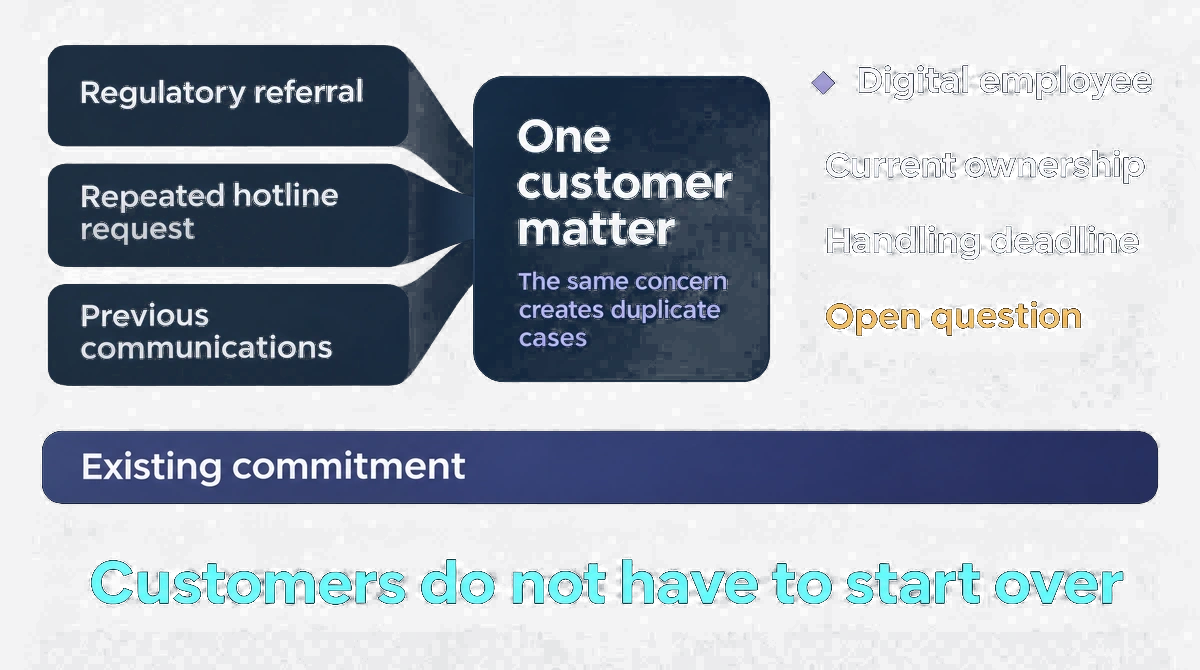 Regulatory referral
Repeated hotline
request
Previous
communications
One
customer
matter
The same concern
creates duplicate
cases
Digital employee
Current ownership
Handling deadline
Open question
Existing commitment
Customers do not have to start over